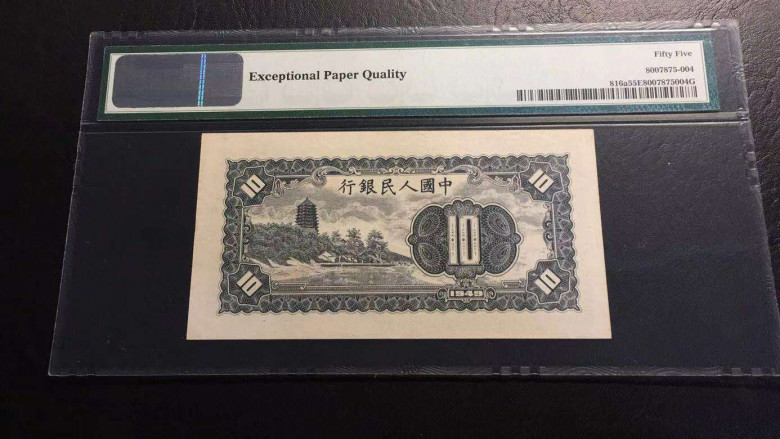 Exceptional Paper Quality
Fifty Five
8007875-004
816a55E8007875004G
行銀民人國中
10
10
10
10
10
1949